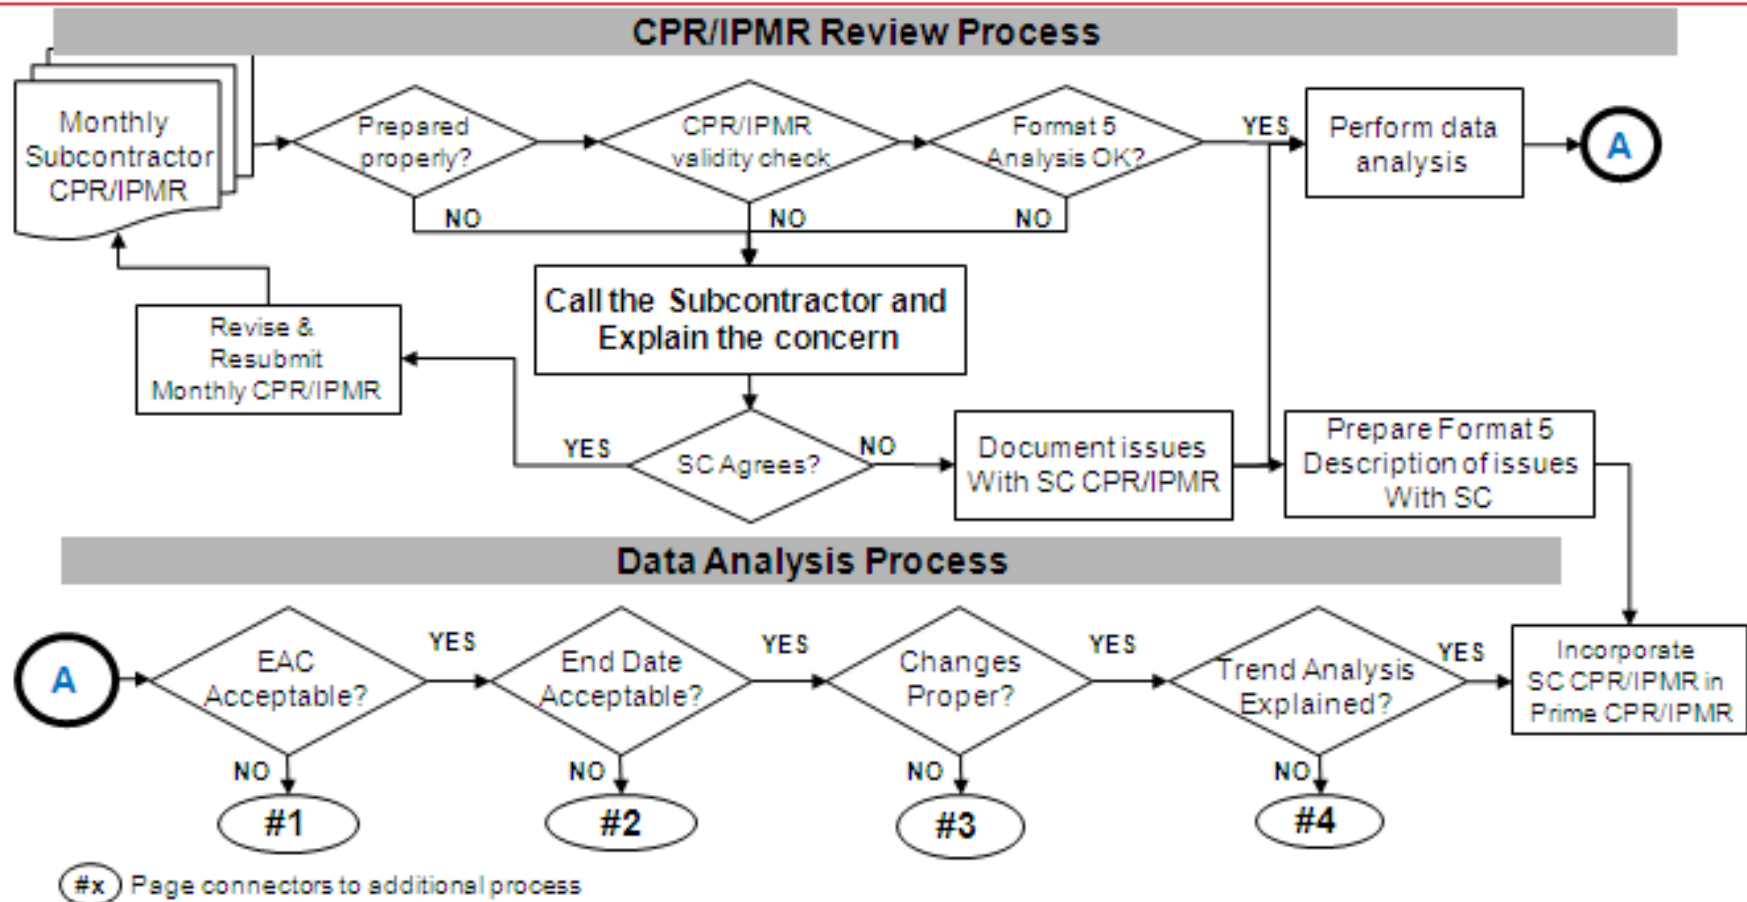 CPR/IPMR Review Process
Monthly
Subcontractor
CPR/IPMR
Prepared
properly?
NO
CPR/IPMR
validity check
NO
Format 5
Analysis OK?
NO
YES
Perform data
analysis
A
Call the Subcontractor and
Explain the concern
Revise &
Resubmit
Monthly CPR/IPMR
YES
SC Agrees?
NO
Document issues
With SC CPR/IPMR
Prepare Format 5
Description of issues
With SC
Data Analysis Process
A
EAC
Acceptable?
YES
NO
#1
End Date
Acceptable?
YES
NO
#2
Changes
Proper?
YES
NO
#3
Trend Analysis
Explained?
YES
NO
#4
Incorporate
SC CPR/IPMR in
Prime CPR/IPMR
#x Page connectors to additional process